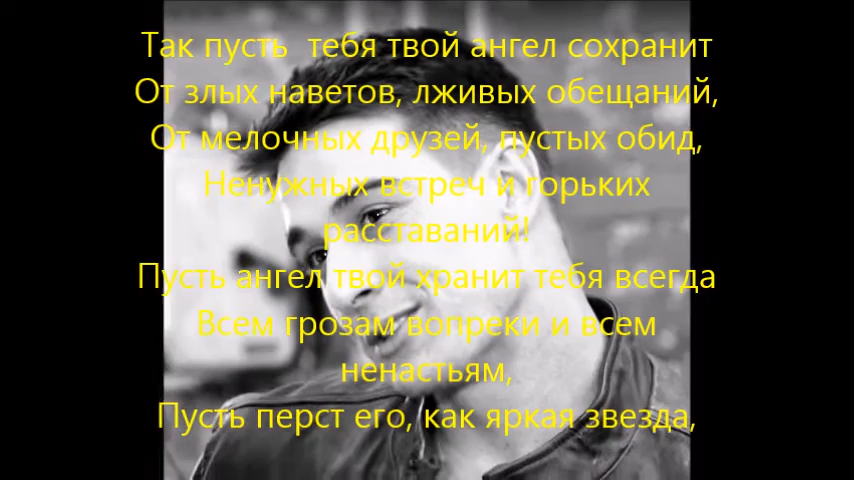 Так пусть  тебя твой ангел сохранит
От злых наветов, лживых обещаний,
От мелочных друзей, пустых обид,
Ненужных встреч и горьких
расставаний!
Пусть ангел твой хранит тебя всегда
Всем грозам вопреки и всем
ненастьям,
Пусть перст его, как яркая звезда,